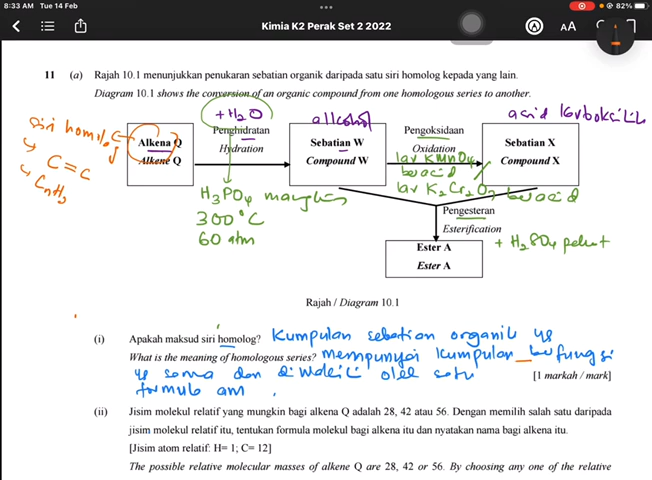 8:33 AM Tue 14 Feb
82%
Kimia K2 Perak Set 2 2022
AA
11 (a) Rajah 10.1 menunjukkan penukaran sebatian organik daripada satu siri homolog kepada yang lain.
Diagram 10.1 shows the conversion of an organic compound from one homologous series to another.
+ H2O
alkohol
siri homolog
Alkena Q
Alkene Q
Penghidratan
Hydration
Sebatian W
Compound W
Pengoksidaan
Oxidation
Sebatian X
Compound X
C = C
lar KMnO4
berasid
lar K2Cr2O7 berasid
H3PO4
300°C
60 atm
Pengesteran
Esterification
+ H2SO4 pekat
Ester A
Ester A
Rajah / Diagram 10.1
(i) Apakah maksud siri homolog? Kumpulan sebatian organik yg
What is the meaning of homologous series? mempunyai kumpulan berfungsi
yg sama dan diwakili oleh satu
[1 markah / mark]
formula am
(ii) Jisim molekul relatif yang mungkin bagi alkena Q adalah 28, 42 atau 56. Dengan memilih salah satu daripada
jisim molekul relatif itu, tentukan formula molekul bagi alkena itu dan nyatakan nama bagi alkena itu.
[Jisim atom relatif: H= 1; C= 12]
The possible relative molecular masses of alkene Q are 28, 42 or 56. By choosing any one of the relative